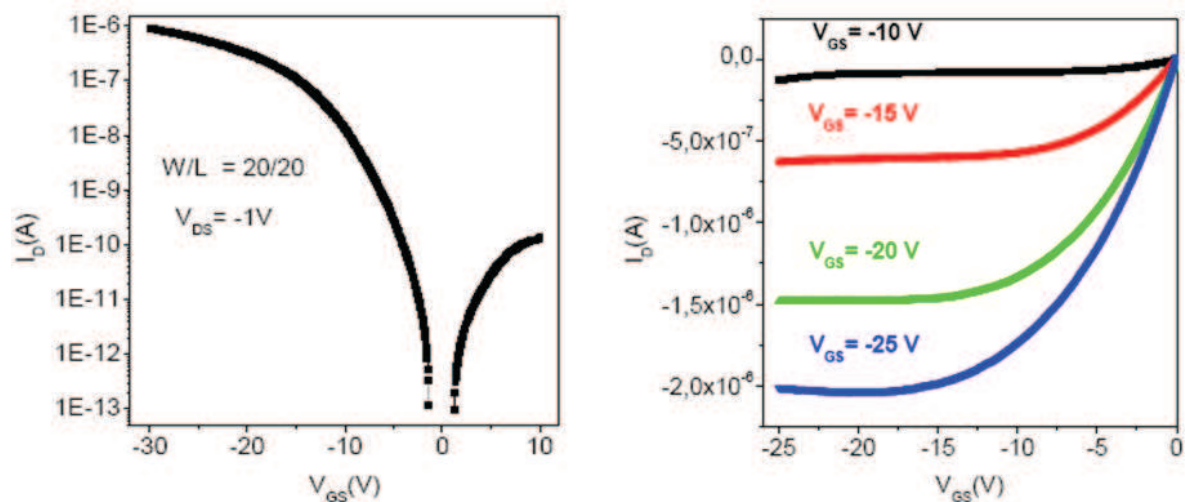 1E-6
1E-7
1E-8
1E-9
1E-10
1E-11
1E-12
1E-13
I_D(A)
W/L = 20/20
V_DS= -1V
-30
-20
-10
0
10
V_GS(V)
0,0
-5,0x10^-7
-1,0x10^-6
-1,5x10^-6
-2,0x10^-6
I_D(A)
V_GS= -10 V
V_GS= -15 V
V_GS= -20 V
V_GS= -25 V
-25
-20
-15
-10
-5
0
V_GS(V)